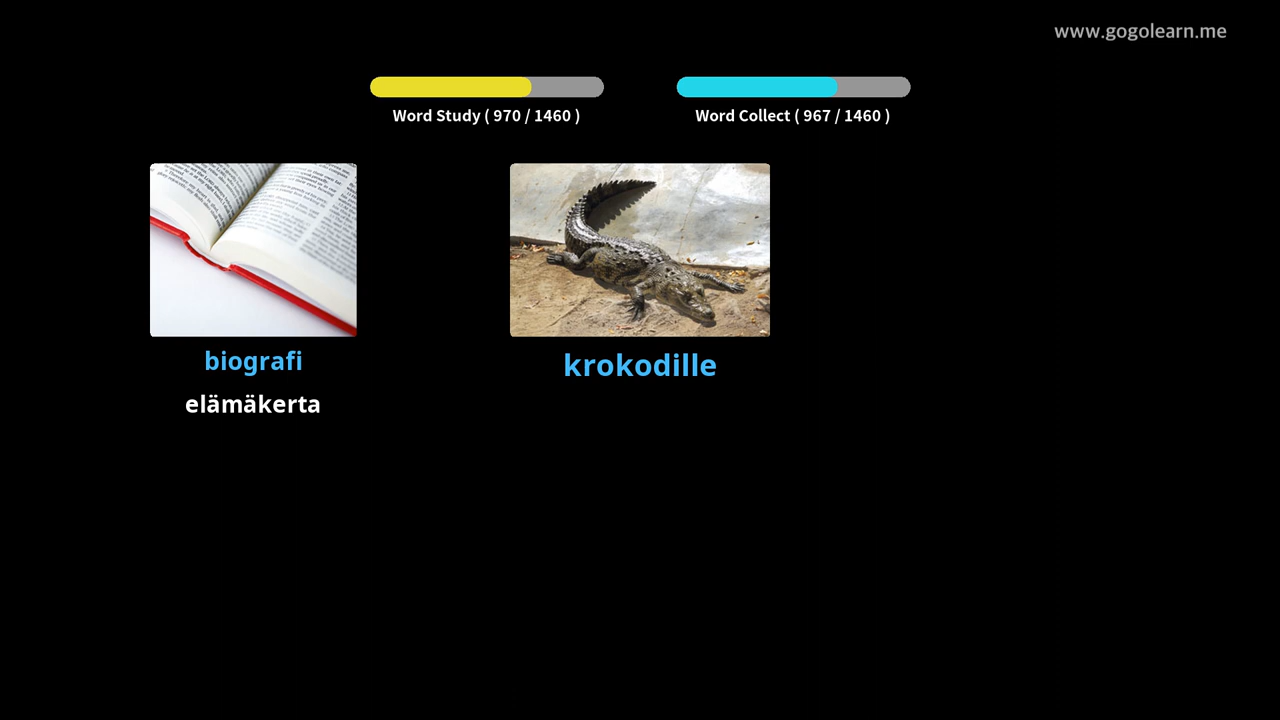 www.gogolearn.me
Word Study ( 970 / 1460 )
Word Collect ( 967 / 1460 )
biografi
elämäkerta
krokodille